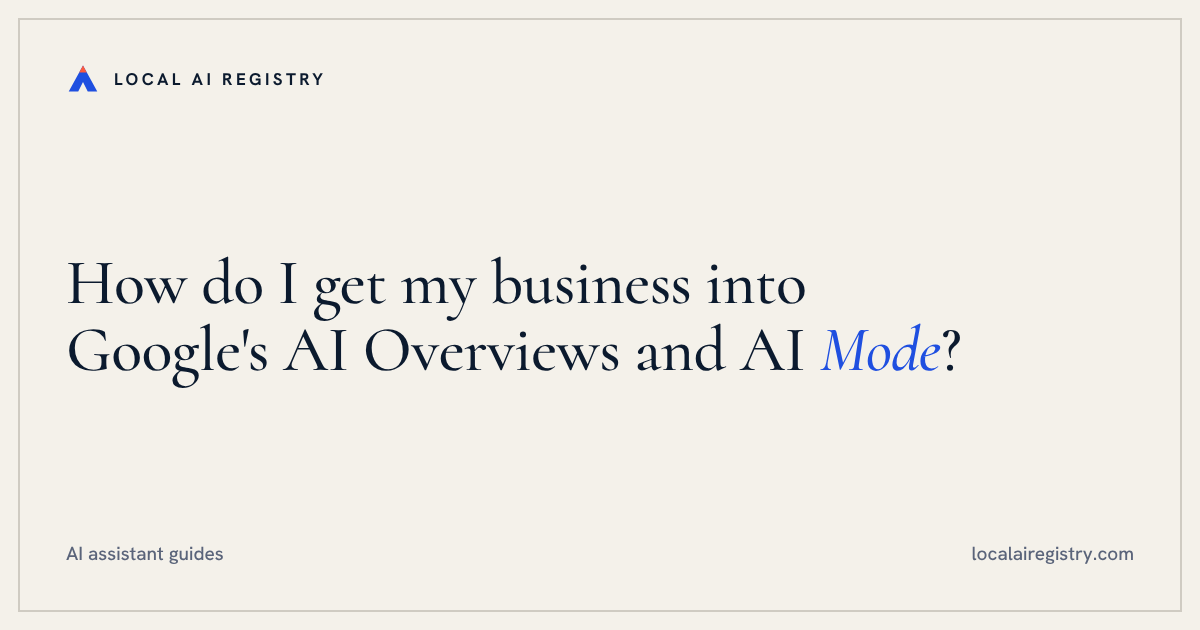 LOCAL AI REGISTRY
How do I get my business into
Google's AI Overviews and AI Mode?
AI assistant guides
localairegistry.com